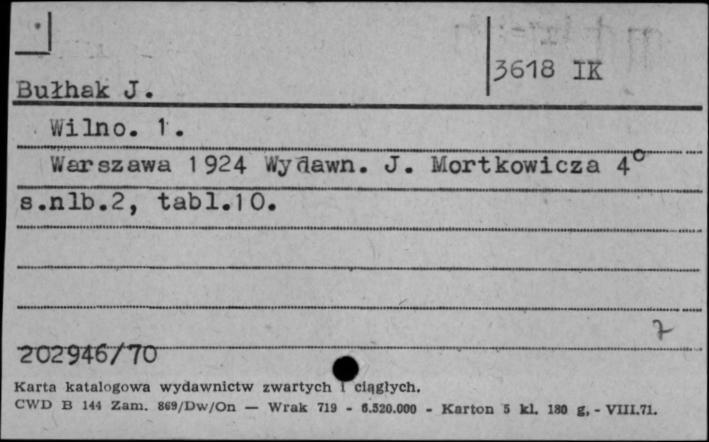 3618 IK
Bułhak J.
Wilno. 1.
Warszawa 1924 Wydawn. J. Mortkowicza 4°
s.nlb.2, tabl.10.
7
202946/70
Karta katalogowa wydawnictw zwartych i ciągłych.
CWD B 144 Zam. 869/Dw/On — Wrak 719 - 6.520.000 - Karton 5 kl. 180 g, - VIII.71.